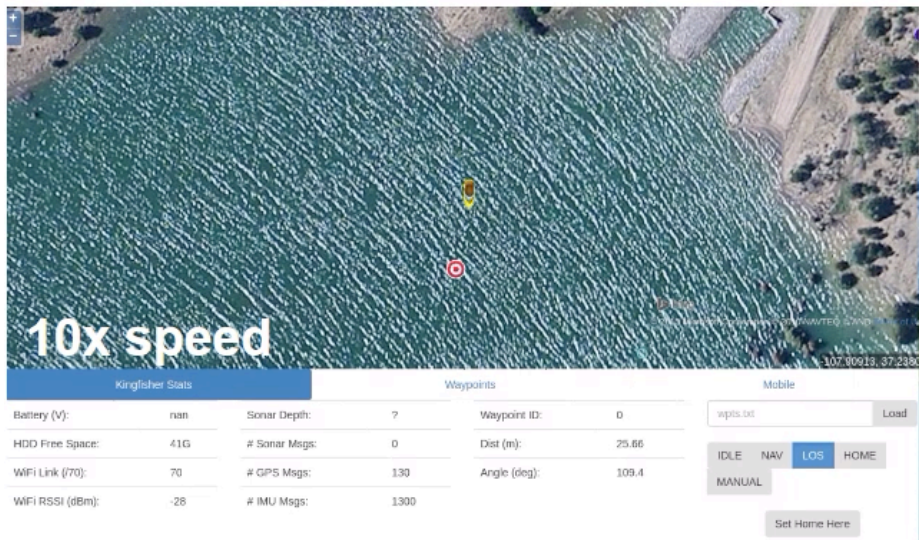 +
−
10x speed
-107.90913, 37.2380
Kingfisher Stats Waypoints Mobile
Battery (V): nan Sonar Depth: ? Waypoint ID: 0 wpts.txt Load
HDD Free Space: 41G # Sonar Msgs: 0 Dist (m): 25.66 IDLE NAV LOS HOME
WiFi Link (/70): 70 # GPS Msgs: 130 Angle (deg): 109.4 MANUAL
WiFi RSSI (dBm): -28 # IMU Msgs: 1300
Set Home Here